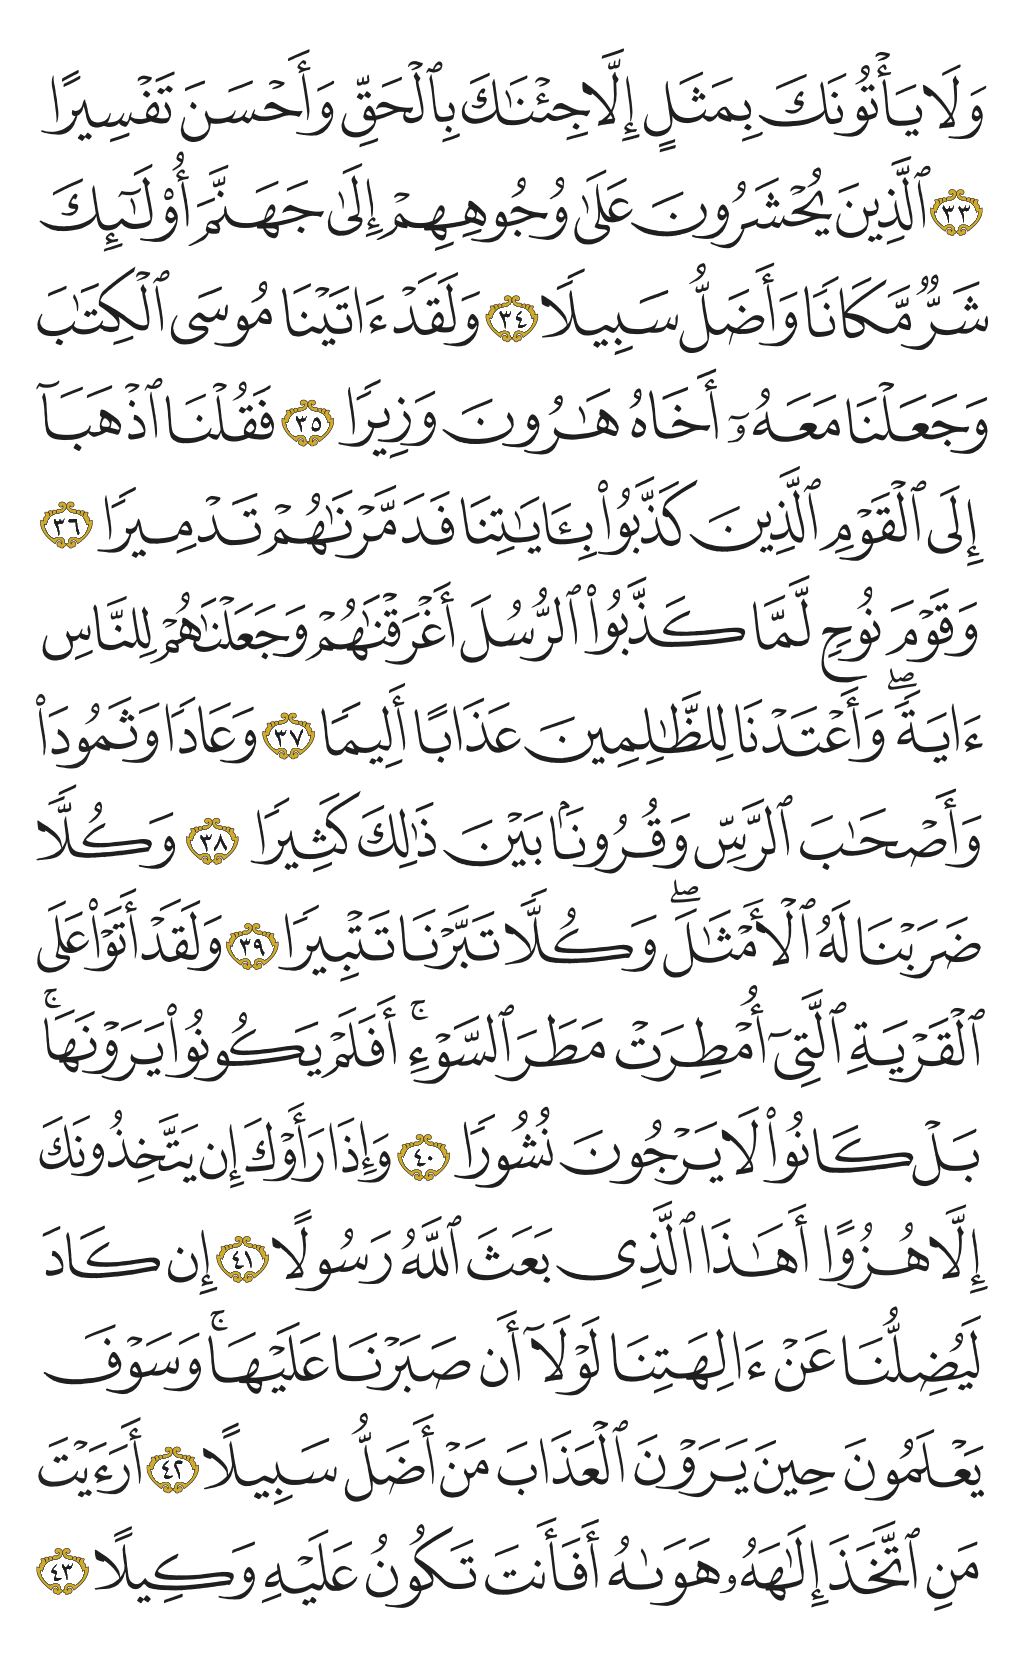 وَلَا يَأْتُونَكَ بِمَثَلٍ إِلَّا جِئْنَٰكَ بِٱلْحَقِّ وَأَحْسَنَ تَفْسِيرًا
٣٣ ٱلَّذِينَ يُحْشَرُونَ عَلَىٰ وُجُوهِهِمْ إِلَىٰ جَهَنَّمَ أُو۟لَٰٓئِكَ
شَرٌّ مَّكَانًا وَأَضَلُّ سَبِيلًا ٣٤ وَلَقَدْ ءَاتَيْنَا مُوسَى ٱلْكِتَٰبَ
وَجَعَلْنَا مَعَهُۥٓ أَخَاهُ هَٰرُونَ وَزِيرًا ٣٥ فَقُلْنَا ٱذْهَبَآ
إِلَى ٱلْقَوْمِ ٱلَّذِينَ كَذَّبُوا۟ بِـَٔايَٰتِنَا فَدَمَّرْنَٰهُمْ تَدْمِيرًا ٣٦
وَقَوْمَ نُوحٍ لَّمَّا كَذَّبُوا۟ ٱلرُّسُلَ أَغْرَقْنَٰهُمْ وَجَعَلْنَٰهُمْ لِلنَّاسِ
ءَايَةً ۖ وَأَعْتَدْنَا لِلظَّٰلِمِينَ عَذَابًا أَلِيمًا ٣٧ وَعَادًا وَثَمُودَا۟
وَأَصْحَٰبَ ٱلرَّسِّ وَقُرُونًۢا بَيْنَ ذَٰلِكَ كَثِيرًا ٣٨ وَكُلًّا
ضَرَبْنَا لَهُ ٱلْأَمْثَٰلَ ۖ وَكُلًّا تَبَّرْنَا تَتْبِيرًا ٣٩ وَلَقَدْ أَتَوْا۟ عَلَى
ٱلْقَرْيَةِ ٱلَّتِىٓ أُمْطِرَتْ مَطَرَ ٱلسَّوْءِ ۚ أَفَلَمْ يَكُونُوا۟ يَرَوْنَهَا ۚ
بَلْ كَانُوا۟ لَا يَرْجُونَ نُشُورًا ٤٠ وَإِذَا رَأَوْكَ إِن يَتَّخِذُونَكَ
إِلَّا هُزُوًا أَهَٰذَا ٱلَّذِى بَعَثَ ٱللَّهُ رَسُولًا ٤١ إِن كَادَ
لَيُضِلُّنَا عَنْ ءَالِهَتِنَا لَوْلَآ أَن صَبَرْنَا عَلَيْهَا ۚ وَسَوْفَ
يَعْلَمُونَ حِينَ يَرَوْنَ ٱلْعَذَابَ مَنْ أَضَلُّ سَبِيلًا ٤٢ أَرَءَيْتَ
مَنِ ٱتَّخَذَ إِلَٰهَهُۥ هَوَىٰهُ أَفَأَنتَ تَكُونُ عَلَيْهِ وَكِيلًا ٤٣